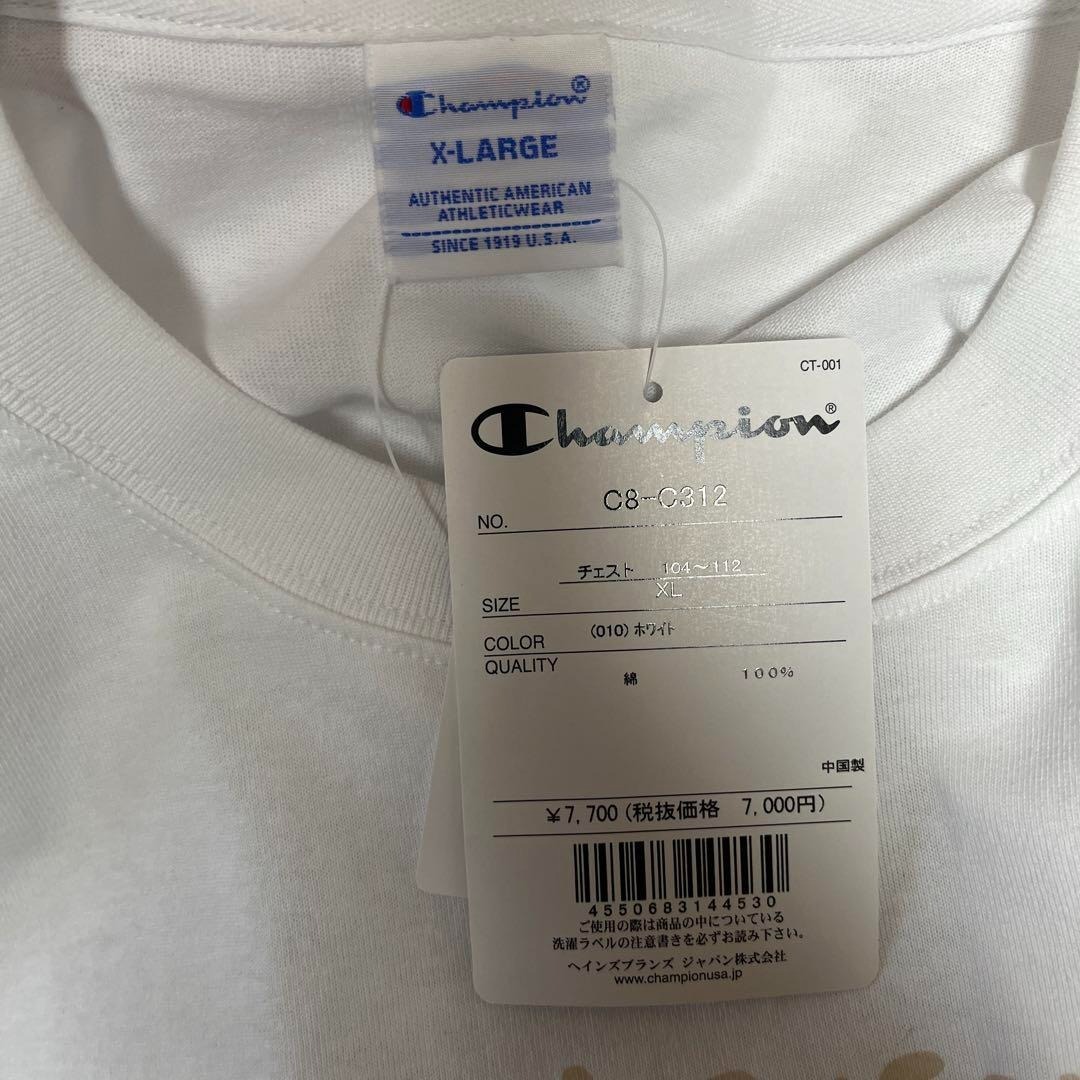 Champion®
X-LARGE
AUTHENTIC AMERICAN
ATHLETICWEAR
SINCE 1919 U.S.A.
CT-001
Champion®
NO. C8-C312
チェスト 104～112
SIZE XL
COLOR (010)ホワイト
QUALITY 綿 100%
中国製
¥7,700(税抜価格 7,000円)
4550683144530
ご使用の際は商品の中についている
洗濯ラベルの注意書きを必ずお読み下さい。
ヘインズブランズ ジャパン株式会社
www.championusa.jp